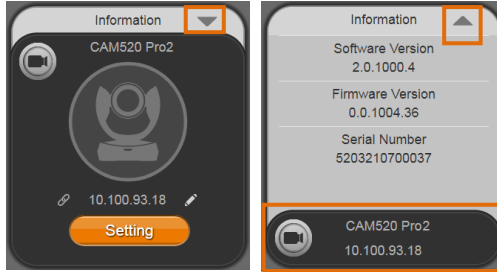 Information
CAM520 Pro2
10.100.93.18
Setting
Information
Software Version
2.0.1000.4
Firmware Version
0.0.1004.36
Serial Number
5203210700037
CAM520 Pro2
10.100.93.18